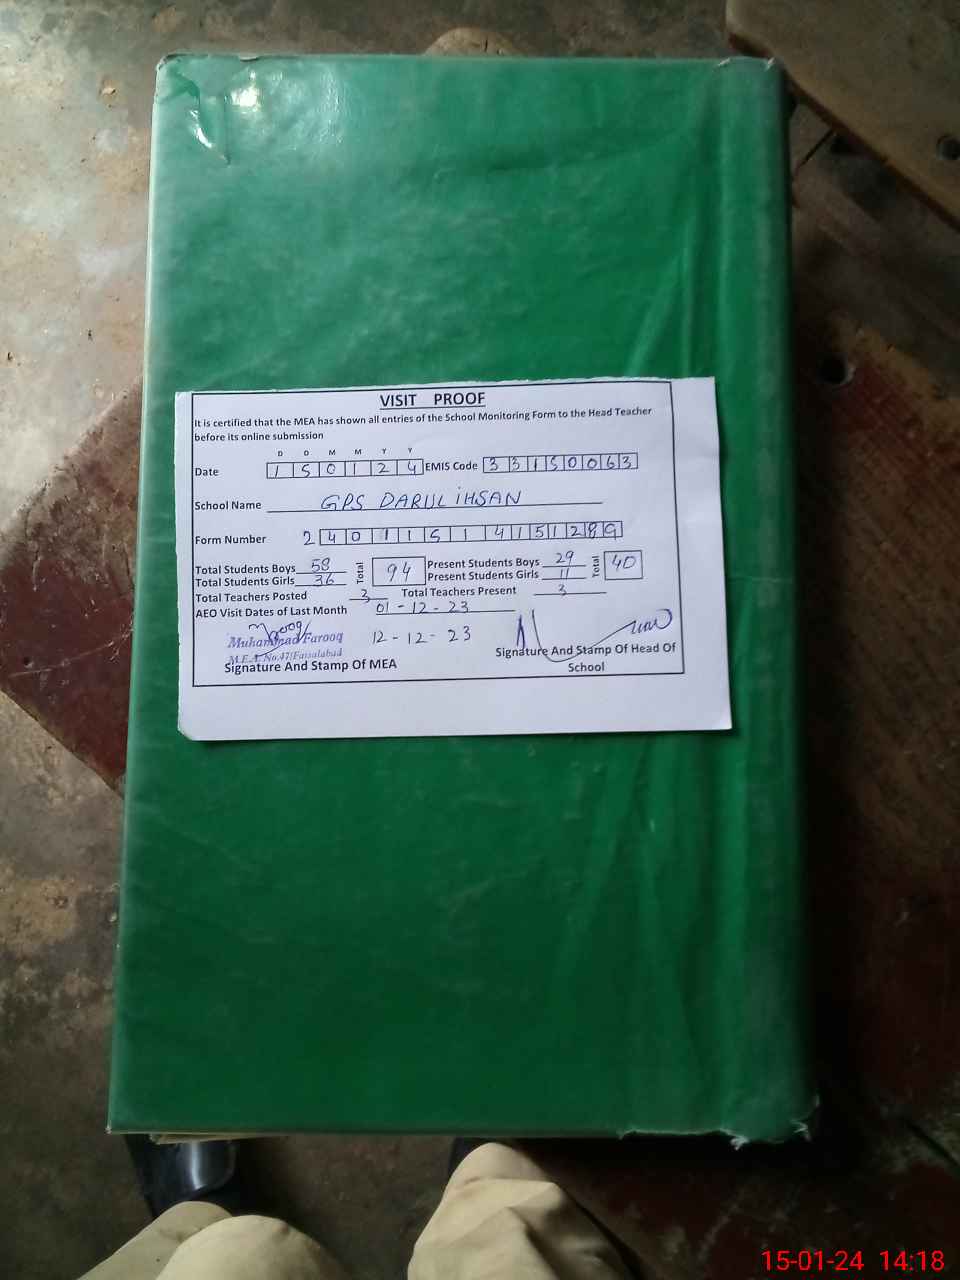 VISIT PROOF
It is certified that the MEA has shown all entries of the School Monitoring Form to the Head Teacher
before its online submission
D D M M Y Y
Date 1 5 0 1 2 4 EMIS Code 3 3 1 5 0 0 6 3
School Name GPS DARULiHSAN
Form Number 2 4 0 1 1 5 1 4 1 5 1 2 8 9
Total Students Boys 58 Total 94 Present Students Boys 29 Total 40
Total Students Girls 36 Present Students Girls 11
Total Teachers Posted 3 Total Teachers Present 3
AEO Visit Dates of Last Month 01-12-23
12-12-23
Muhammad Farooq
M.E.A. No.47/Faisalabad
Signature And Stamp Of MEA
Signature And Stamp Of Head Of
School
15-01-24 14:18